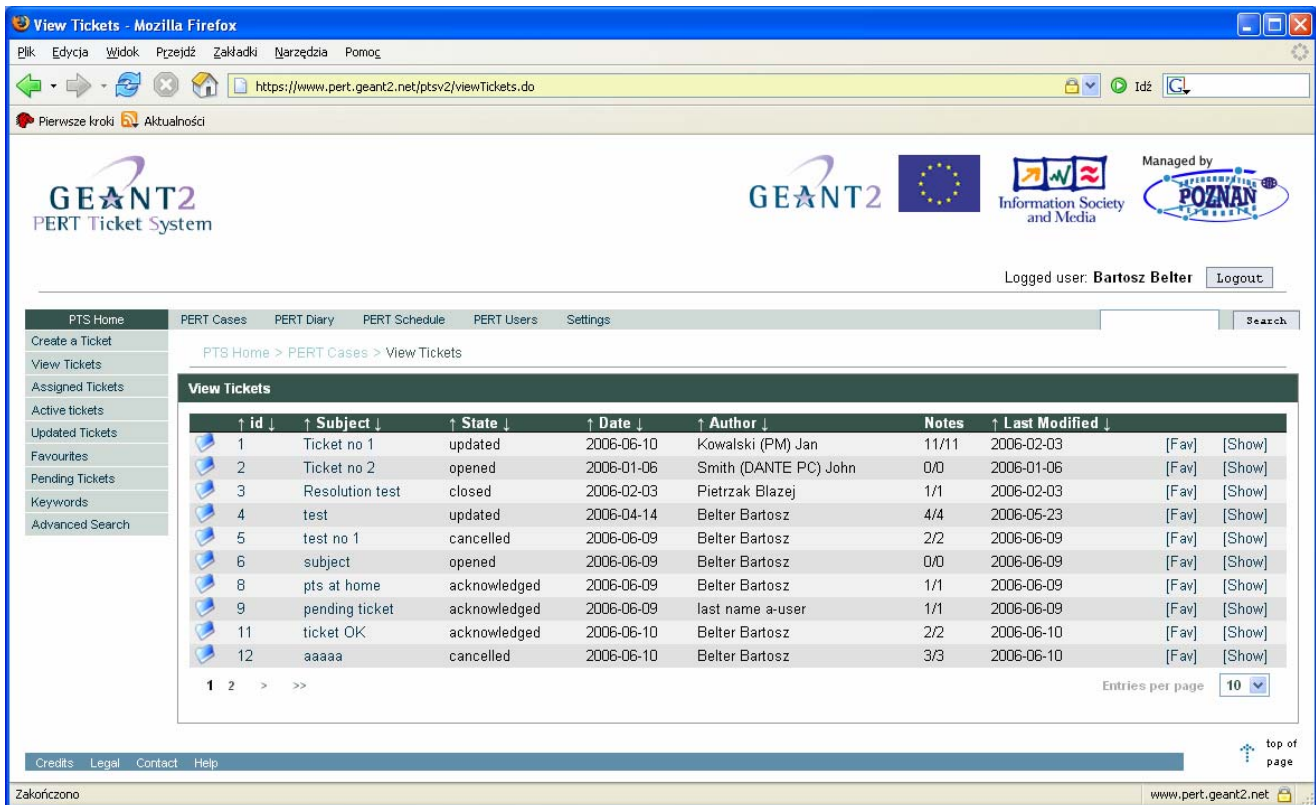 View Tickets - Mozilla Firefox
Plik Edycja Widok Przejdź Zakładki Narzędzia Pomoc
https://www.pert.geant2.net/ptsv2/viewTickets.do Idź G
Pierwsze kroki Aktualności
GEANT2
PERT Ticket System
GEANT2
Information Society
and Media
Managed by
SUPERCOMPUTING
POZNAŃ
Logged user: Bartosz Belter Logout
PTS Home PERT Cases PERT Diary PERT Schedule PERT Users Settings Search
Create a Ticket
View Tickets
Assigned Tickets
Active tickets
Updated Tickets
Favourites
Pending Tickets
Keywords
Advanced Search
PTS Home > PERT Cases > View Tickets
View Tickets
↑ id ↓ ↑ Subject ↓ ↑ State ↓ ↑ Date ↓ ↑ Author ↓ Notes ↑ Last Modified ↓
1 Ticket no 1 updated 2006-06-10 Kowalski (PM) Jan 11/11 2006-02-03 [Fav] [Show]
2 Ticket no 2 opened 2006-01-06 Smith (DANTE PC) John 0/0 2006-01-06 [Fav] [Show]
3 Resolution test closed 2006-02-03 Pietrzak Blazej 1/1 2006-02-03 [Fav] [Show]
4 test updated 2006-04-14 Belter Bartosz 4/4 2006-05-23 [Fav] [Show]
5 test no 1 cancelled 2006-06-09 Belter Bartosz 2/2 2006-06-09 [Fav] [Show]
6 subject opened 2006-06-09 Belter Bartosz 0/0 2006-06-09 [Fav] [Show]
8 pts at home acknowledged 2006-06-09 Belter Bartosz 1/1 2006-06-09 [Fav] [Show]
9 pending ticket acknowledged 2006-06-09 last name a-user 1/1 2006-06-09 [Fav] [Show]
11 ticket OK acknowledged 2006-06-10 Belter Bartosz 2/2 2006-06-10 [Fav] [Show]
12 aaaaa cancelled 2006-06-10 Belter Bartosz 3/3 2006-06-10 [Fav] [Show]
1 2 > >> Entries per page 10
top of
page
Credits Legal Contact Help
Zakończono www.pert.geant2.net